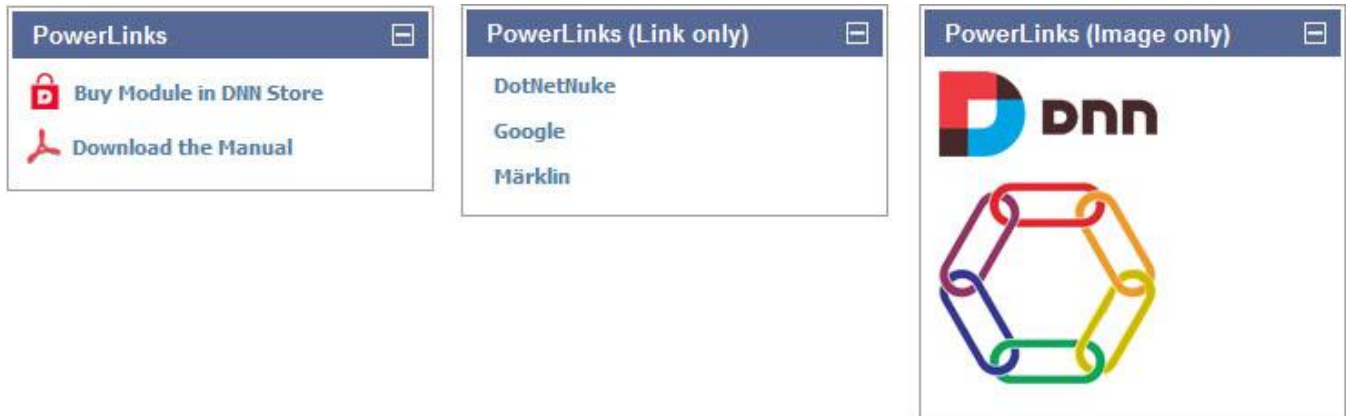 PowerLinks
Buy Module in DNN Store
Download the Manual
PowerLinks (Link only)
DotNetNuke
Google
Märklin
PowerLinks (Image only)
D DNN